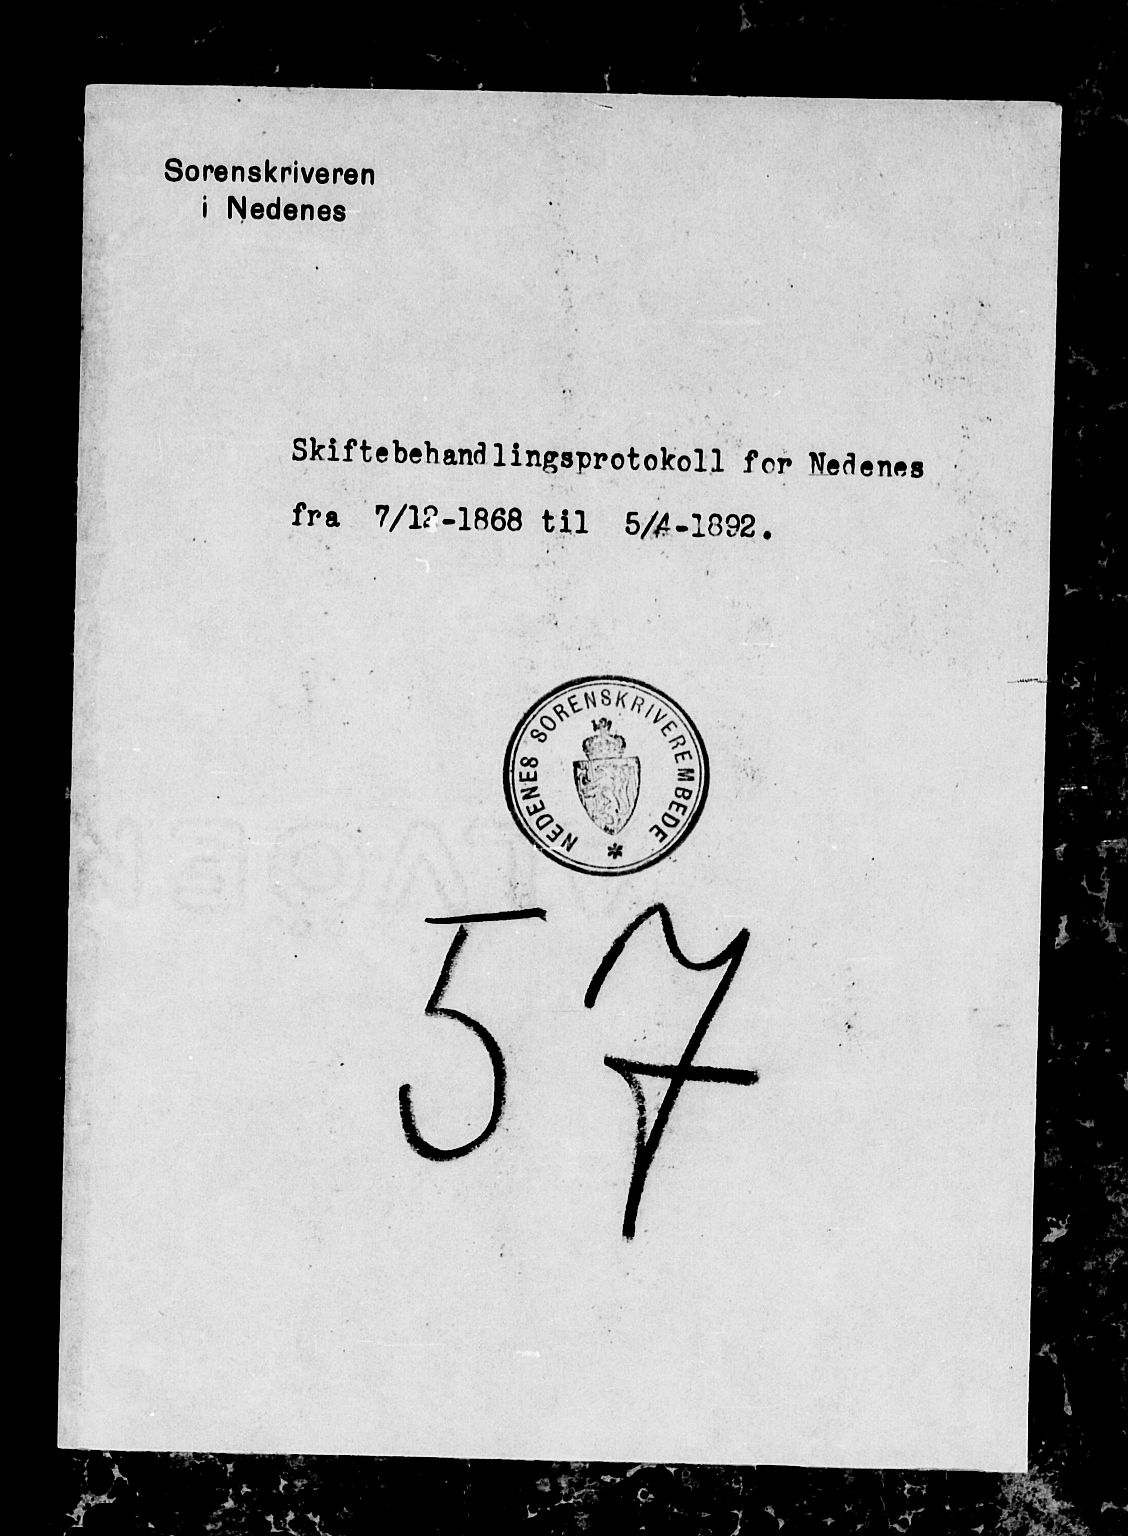 Sorenskriveren
i Nedenes
Skiftebehandlingsprotokoll for Nedenes
fra 7/12-1868 til 5/4-1892.
NEDENES SORENSKRIVEREMBEDE *
57